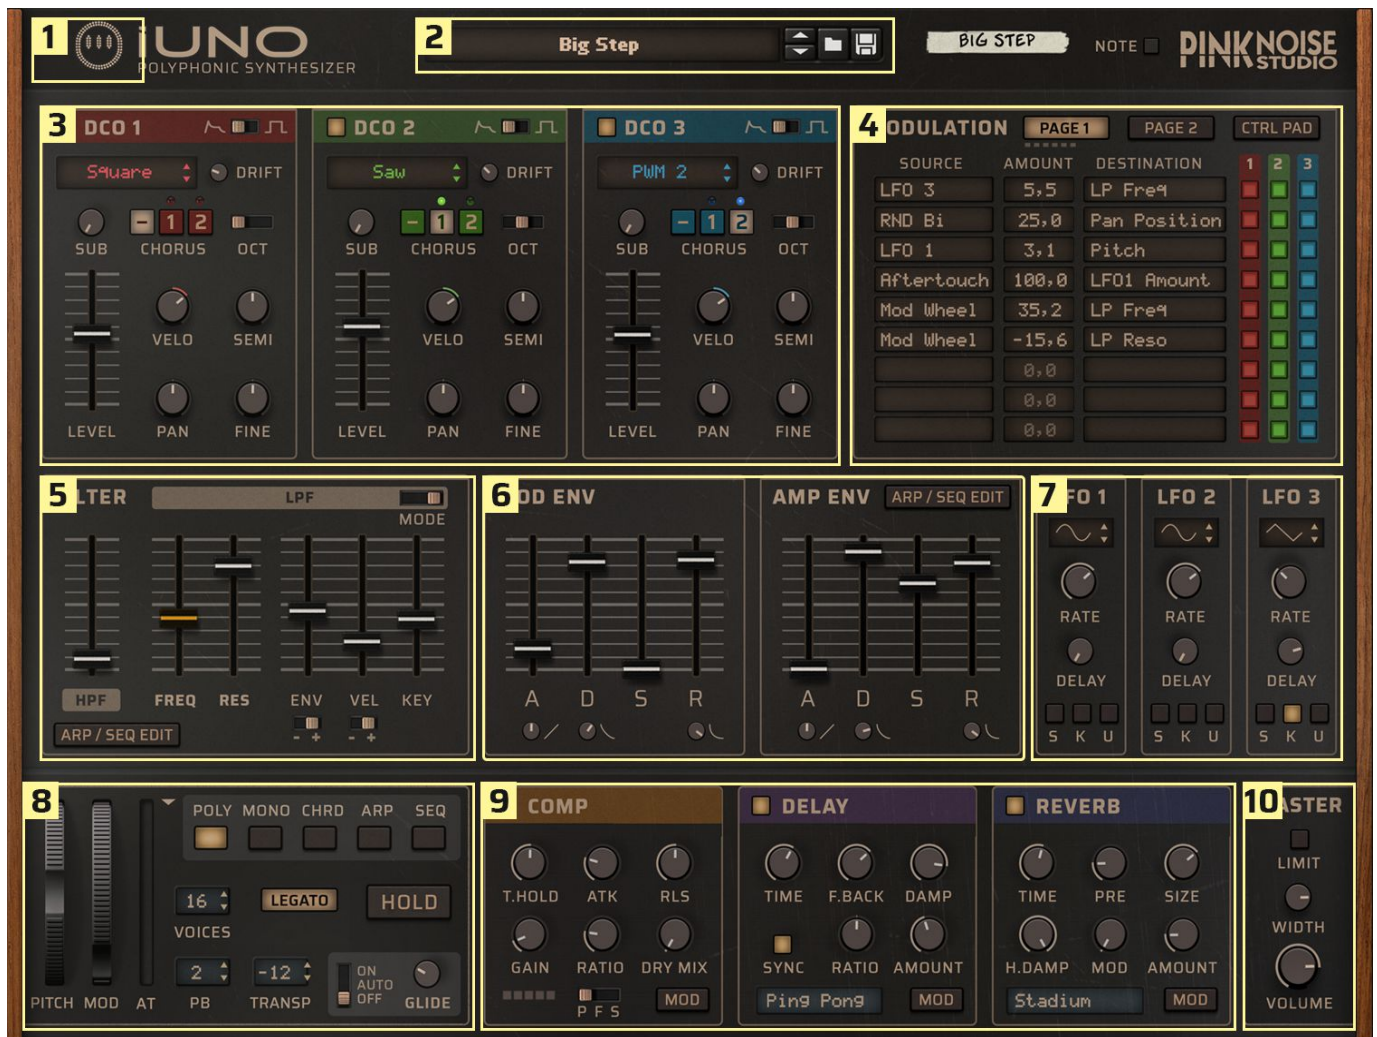 1
iUNO
POLYPHONIC SYNTHESIZER
2
Big Step
BIG STEP
NOTE
PINK NOISE
STUDIO
3
DCO 1
Square
DRIFT
SUB
- 1 2
CHORUS
OCT
VELO
SEMI
LEVEL
PAN
FINE
DCO 2
Saw
DRIFT
SUB
- 1 2
CHORUS
OCT
VELO
SEMI
LEVEL
PAN
FINE
DCO 3
PWM 2
DRIFT
SUB
- 1 2
CHORUS
OCT
VELO
SEMI
LEVEL
PAN
FINE
4
ODULATION
PAGE 1
PAGE 2
CTRL PAD
SOURCE AMOUNT DESTINATION 1 2 3
LFO 3 5,5 LP Freq
RND Bi 25,0 Pan Position
LFO 1 3,1 Pitch
Aftertouch 100,0 LFO1 Amount
Mod Wheel 35,2 LP Freq
Mod Wheel -15,6 LP Reso
0,0
0,0
0,0
5
LTER
LPF
MODE
HPF
FREQ
RES
ENV
VEL
KEY
- +
- +
ARP / SEQ EDIT
6
OD ENV
A D S R
AMP ENV
ARP / SEQ EDIT
A D S R
7
FO 1
RATE
DELAY
S K U
LFO 2
RATE
DELAY
S K U
LFO 3
RATE
DELAY
S K U
8
POLY MONO CHRD ARP SEQ
16
VOICES
LEGATO
HOLD
2
PB
-12
TRANSP
ON
AUTO
OFF
GLIDE
PITCH MOD AT
9
COMP
T.HOLD ATK RLS
GAIN RATIO DRY MIX
P F S
MOD
DELAY
TIME F.BACK DAMP
SYNC RATIO AMOUNT
Ping Pong
MOD
REVERB
TIME PRE SIZE
H.DAMP MOD AMOUNT
Stadium
MOD
10
ASTER
LIMIT
WIDTH
VOLUME